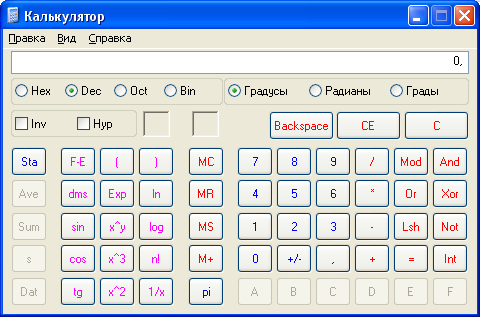 Калькулятор
Правка Вид Справка
0,
Hex Dec Oct Bin Градусы Радианы Грады
Inv Hyp Backspace CE C
Sta F-E ( ) MC 7 8 9 / Mod And
Ave dms Exp ln MR 4 5 6 * Or Xor
Sum sin x^y log MS 1 2 3 - Lsh Not
s cos x^3 n! M+ 0 +/- , + = Int
Dat tg x^2 1/x pi A B C D E F